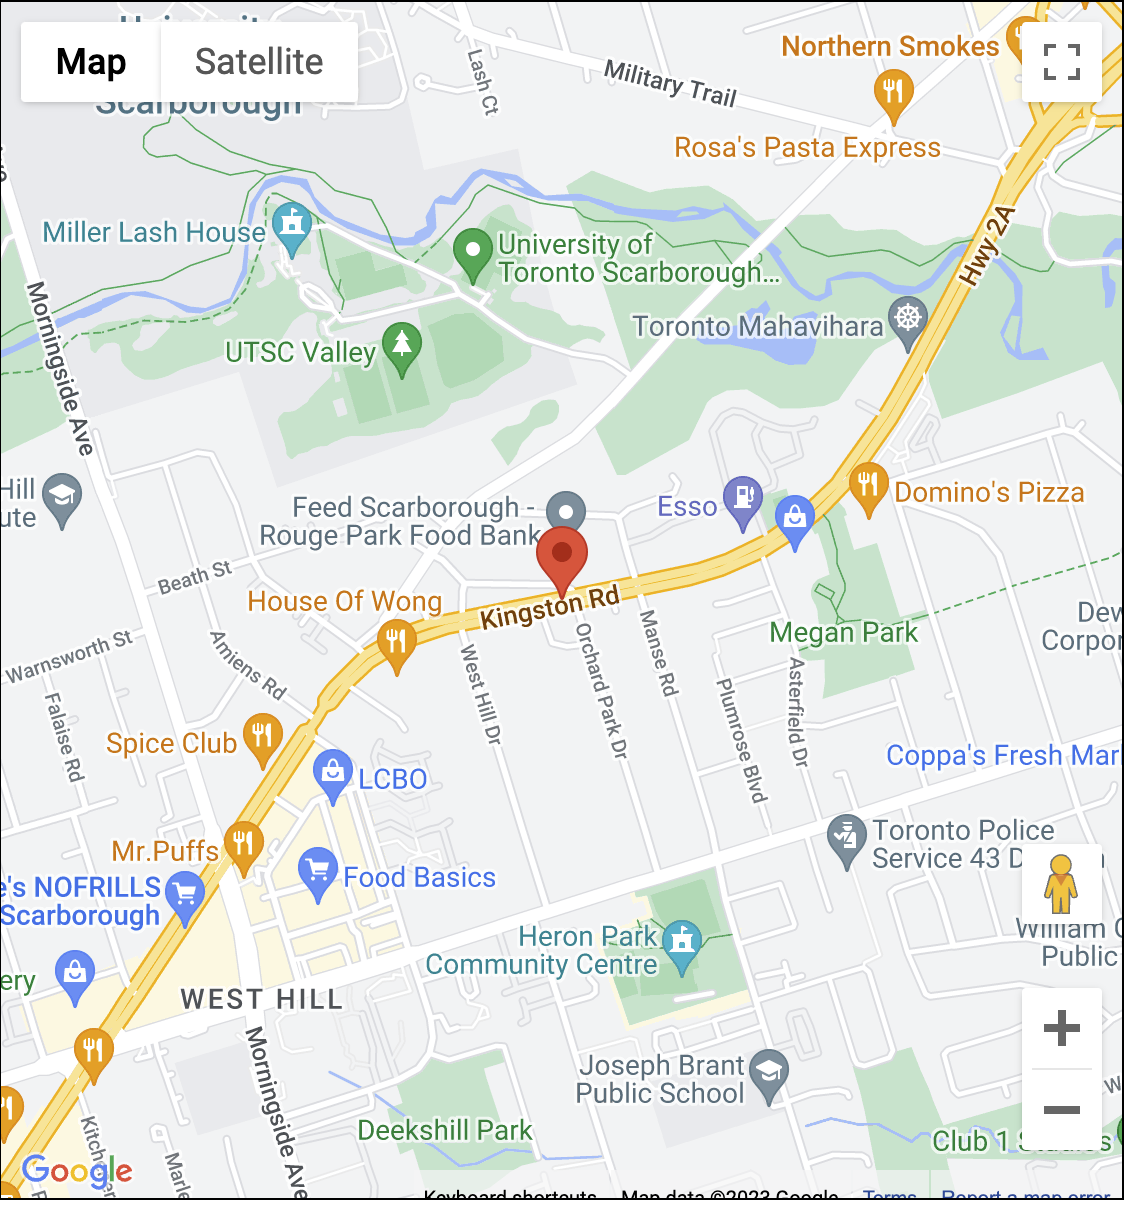 Map
Satellite
Scarborough
Lash Ct
Military Trail
Northern Smokes
Rosa's Pasta Express
Hwy 2A
Miller Lash House
University of
Toronto Scarborough...
Toronto Mahavihara
UTSC Valley
Morningside Ave
Hill
ute
Feed Scarborough -
Rouge Park Food Bank
Esso
Domino's Pizza
Beath St
House Of Wong
Kingston Rd
Megan Park
Dew
Corpor
Warnsworth St
Amiens Rd
Falaise Rd
West Hill Dr
Orchard Park Dr
Manse Rd
Plumrose Blvd
Asterfield Dr
Spice Club
LCBO
Coppa's Fresh Mar
Mr.Puffs
Food Basics
Toronto Police
Service 43 D
e's NOFRILLS
Scarborough
Heron Park
Community Centre
William
Public
ery
WEST HILL
Morningside Ave
Joseph Brant
Public School
Deekshill Park
Club 1 Studios
Google
Keyboard shortcuts
Map data ©2023 Google
Terms
Report a map error